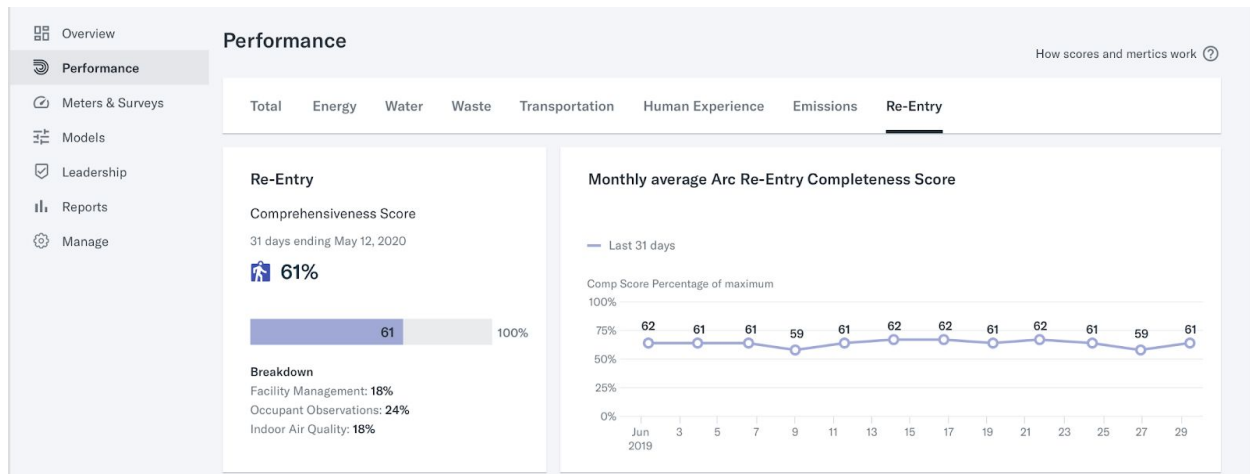 Overview
Performance
Meters & Surveys
Models
Leadership
Reports
Manage
Performance
How scores and mertics work
Total Energy Water Waste Transportation Human Experience Emissions Re-Entry
Re-Entry
Comprehensiveness Score
31 days ending May 12, 2020
61%
61 100%
Breakdown
Facility Management: 18%
Occupant Observations: 24%
Indoor Air Quality: 18%
Monthly average Arc Re-Entry Completeness Score
Last 31 days
Comp Score Percentage of maximum
100%
75%
62 61 61 59 61 62 62 61 62 61 59 61
50%
25%
0%
Jun 3 5 7 9 11 13 15 17 19 21 23 25 27 29
2019